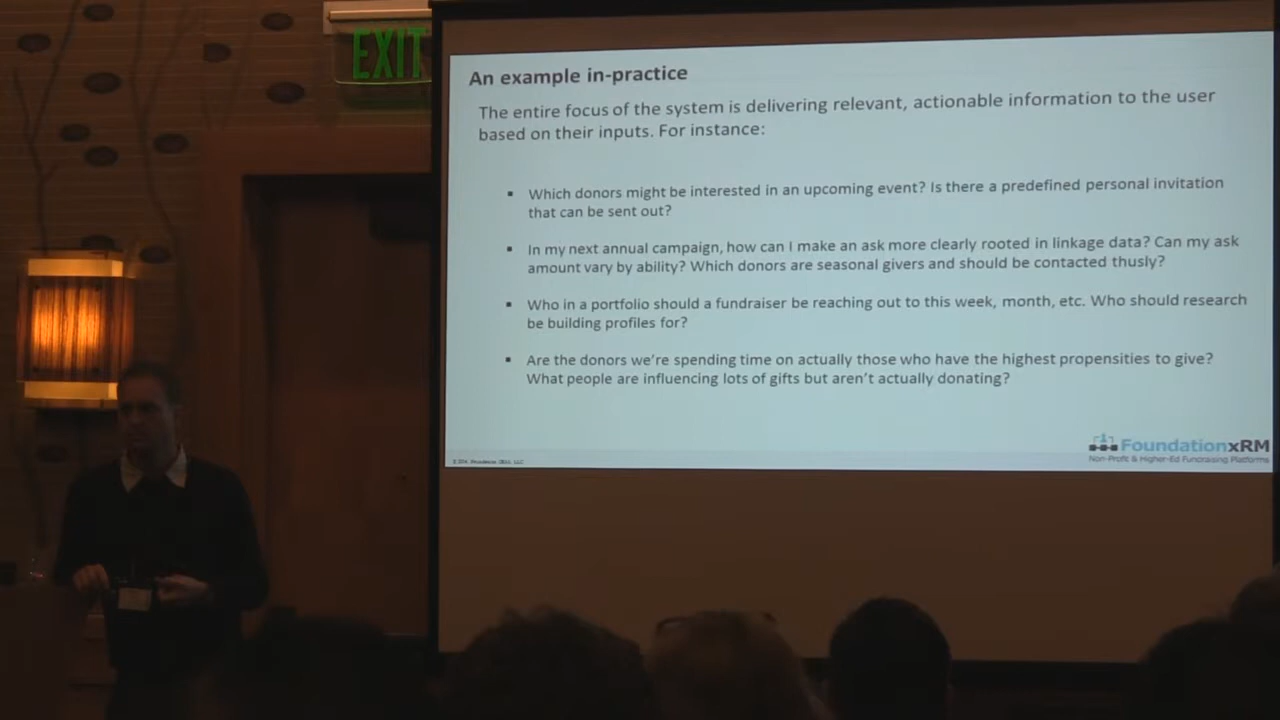 EXIT
An example in-practice
The entire focus of the system is delivering relevant, actionable information to the user
based on their inputs. For instance:
▪ Which donors might be interested in an upcoming event? Is there a predefined personal invitation
that can be sent out?
▪ In my next annual campaign, how can I make an ask more clearly rooted in linkage data? Can my ask
amount vary by ability? Which donors are seasonal givers and should be contacted thusly?
▪ Who in a portfolio should a fundraiser be reaching out to this week, month, etc. Who should research
be building profiles for?
▪ Are the donors we're spending time on actually those who have the highest propensities to give?
What people are influencing lots of gifts but aren't actually donating?
FoundationxRM
Non-Profit & Higher-Ed Fundraising Platforms